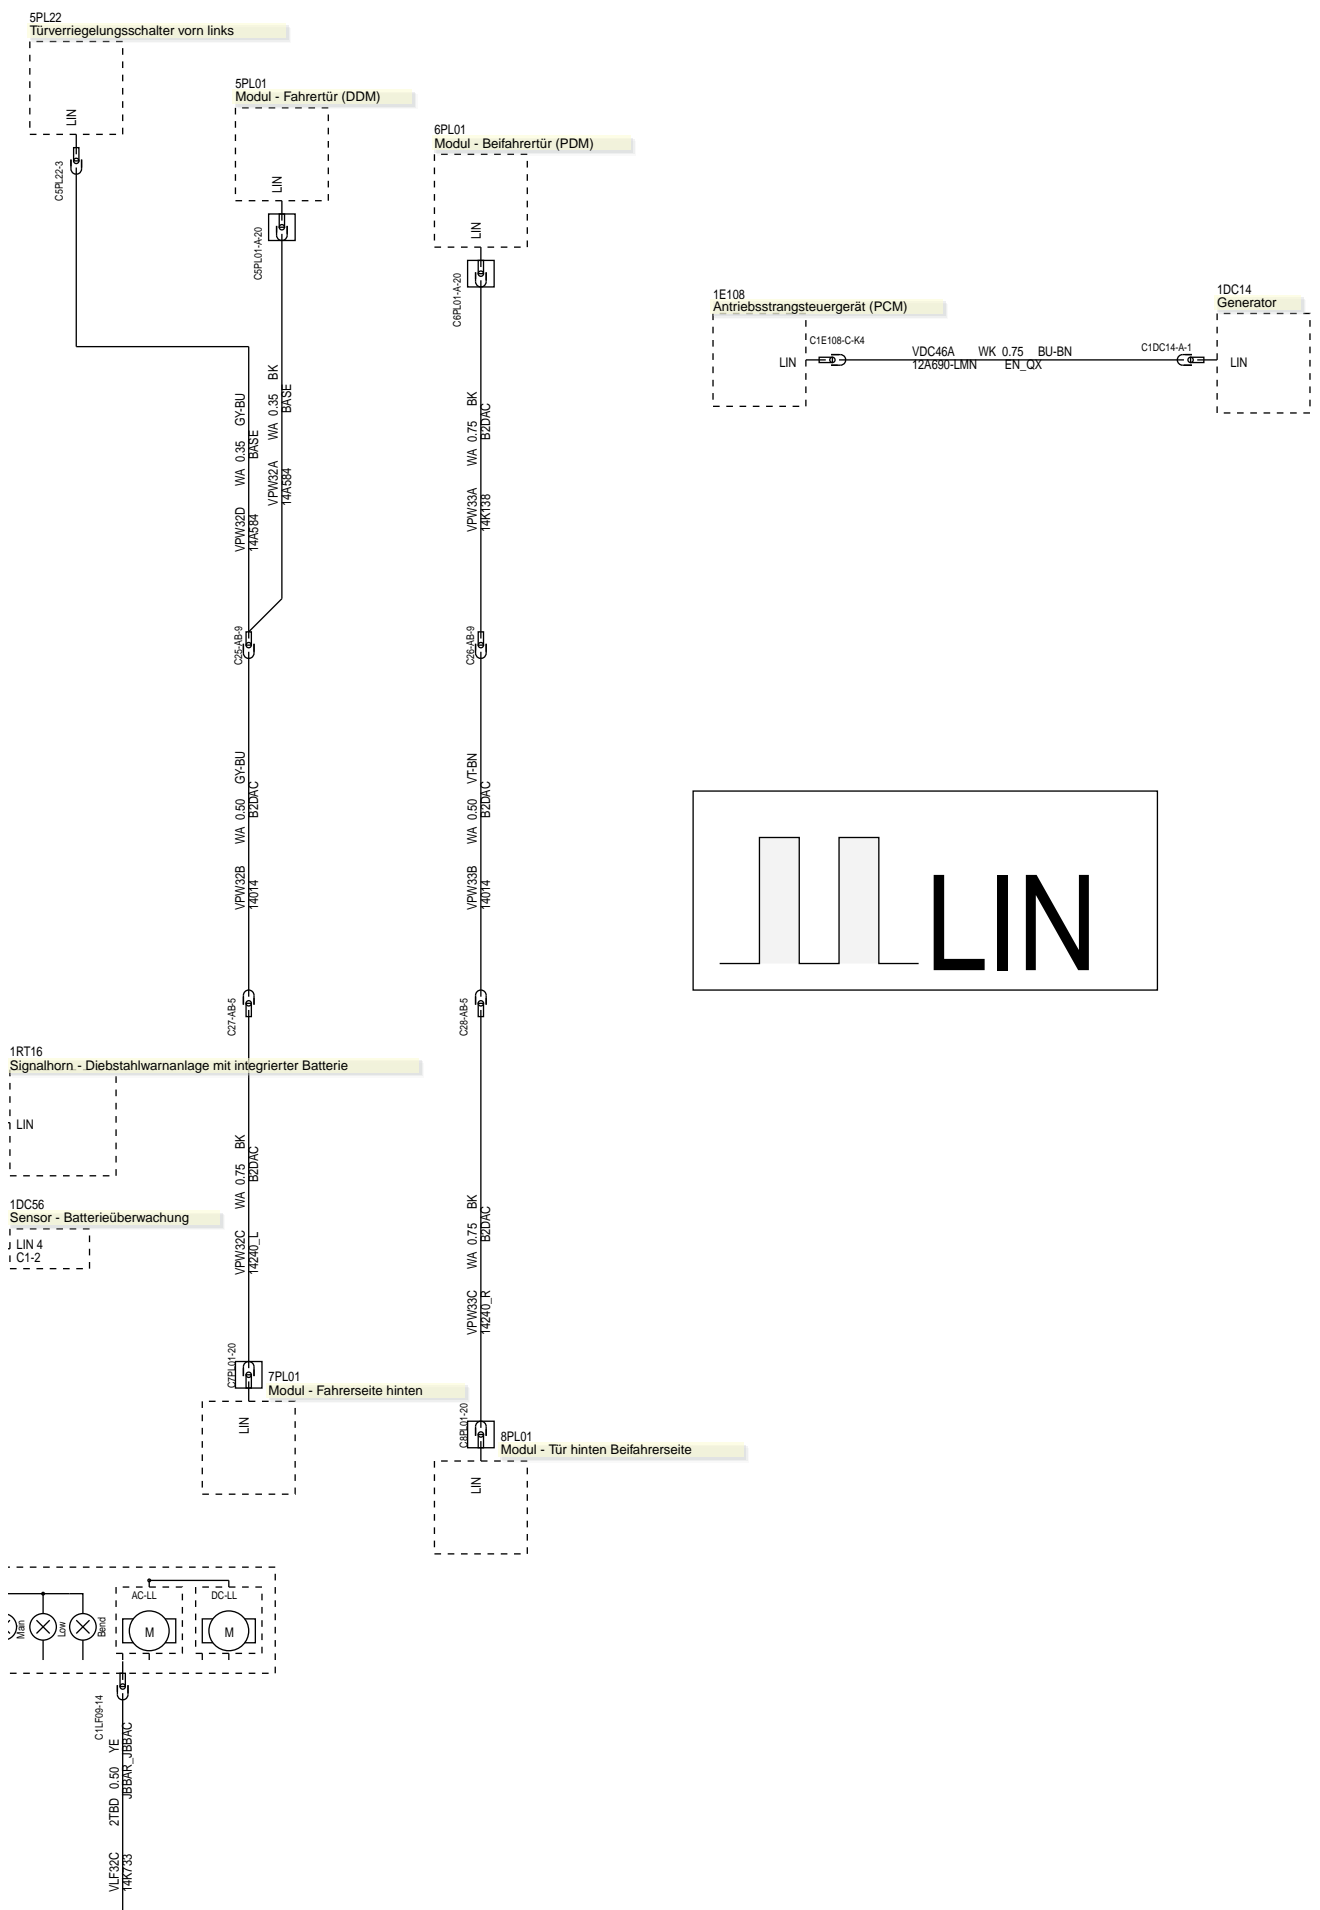 5PL22
Türverriegelungsschalter vorn links
LIN
C5PL22-3
5PL01
Modul - Fahrertür (DDM)
LIN
C5PL01-A-20
6PL01
Modul - Beifahrertür (PDM)
LIN
C6PL01-A-20
1E108
Antriebsstrangsteuergerät (PCM)
LIN
C1E108-C-K4
VDC46A WK 0.75 BU-BN
12A690-LMN EN_QX
C1DC14-A-1
1DC14
Generator
LIN
VPW32D WA 0.35 GY-BU
14A584 BASE
VPW32A WA 0.35 BK
14A584 BASE
VPW33A WA 0.75 BK
14K138 B2DAC
C25-AB-9
C26-AB-9
VPW32B WA 0.50 GY-BU
14014 B2DAC
VPW33B WA 0.50 VT-BN
14014 B2DAC
LIN
C27-AB-5
C28-AB-5
1RT16
Signalhorn - Diebstahlwarnanlage mit integrierter Batterie
LIN
1DC56
Sensor - Batterieüberwachung
LIN 4
C1-2
VPW32C WA 0.75 BK
14240_L B2DAC
VPW33C WA 0.75 BK
14240_R B2DAC
C7PL01-20
7PL01
Modul - Fahrerseite hinten
LIN
C8PL01-20
8PL01
Modul - Tür hinten Beifahrerseite
LIN
Main
Low
Bend
AC-LL
M
DC-LL
M
C1LF09-14
VLF32C 2TBD 0.50 YE
14K733 JBBAR_JBBAC